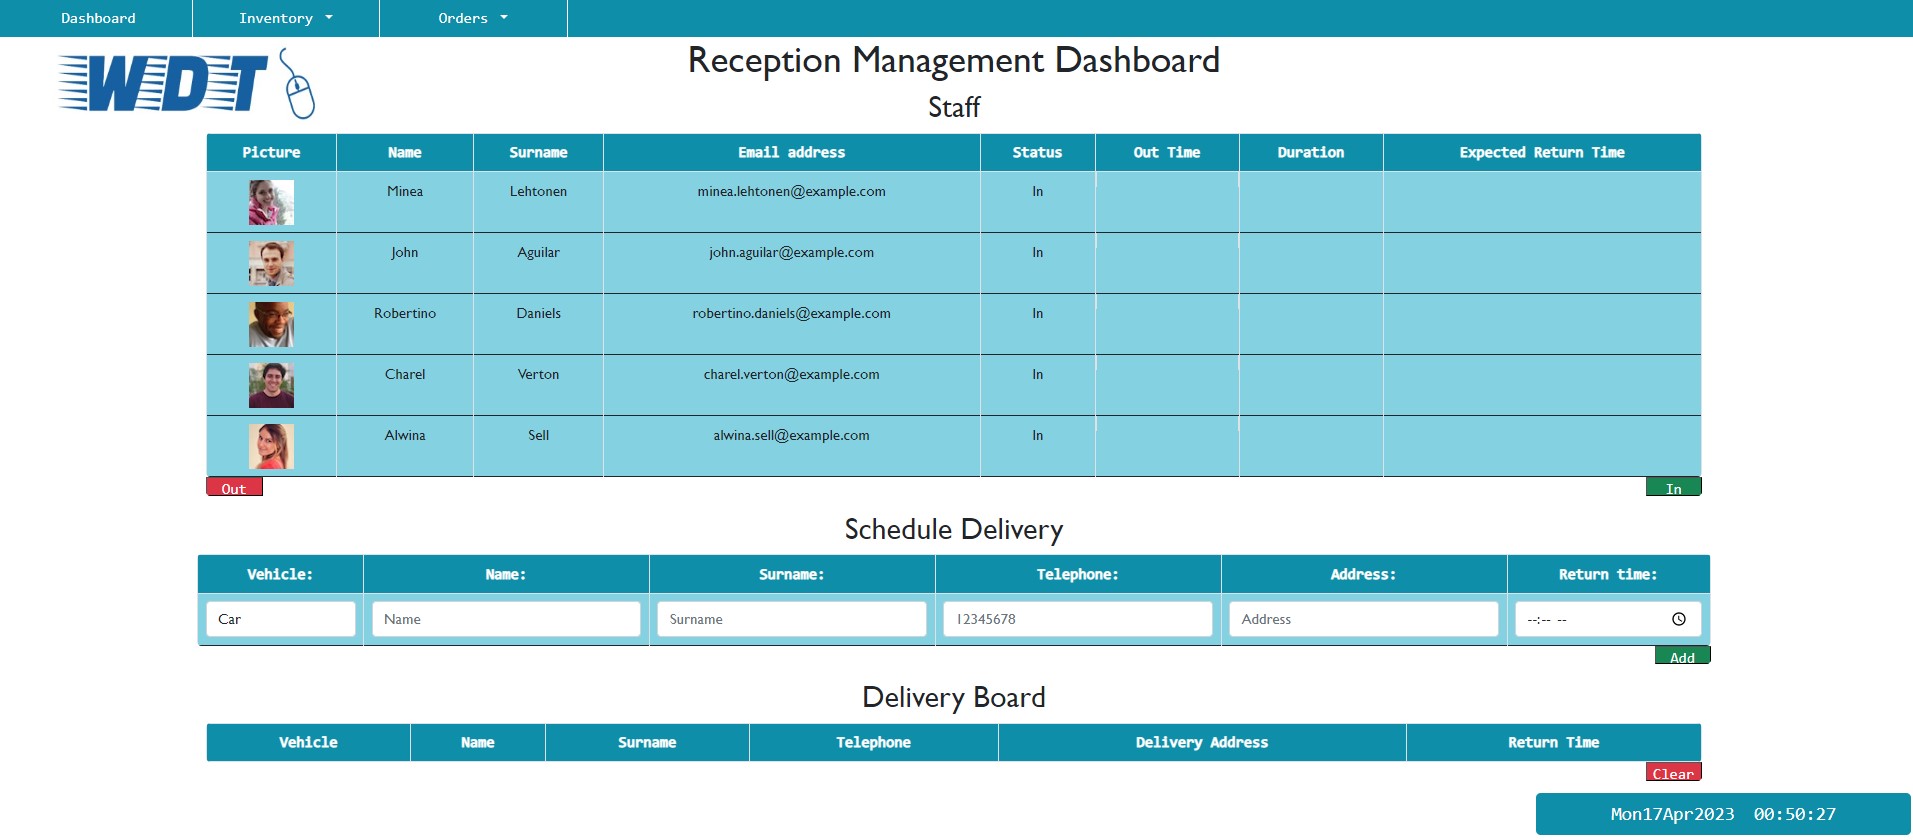 Dashboard Inventory Orders
WDT
Reception Management Dashboard
Staff
Picture Name Surname Email address Status Out Time Duration Expected Return Time
Minea Lehtonen minea.lehtonen@example.com In
John Aguilar john.aguilar@example.com In
Robertino Daniels robertino.daniels@example.com In
Charel Verton charel.verton@example.com In
Alwina Sell alwina.sell@example.com In
Out In
Schedule Delivery
Vehicle: Name: Surname: Telephone: Address: Return time:
Car Name Surname 12345678 Address --:-- --
Add
Delivery Board
Vehicle Name Surname Telephone Delivery Address Return Time
Clear
Mon17Apr2023 00:50:27